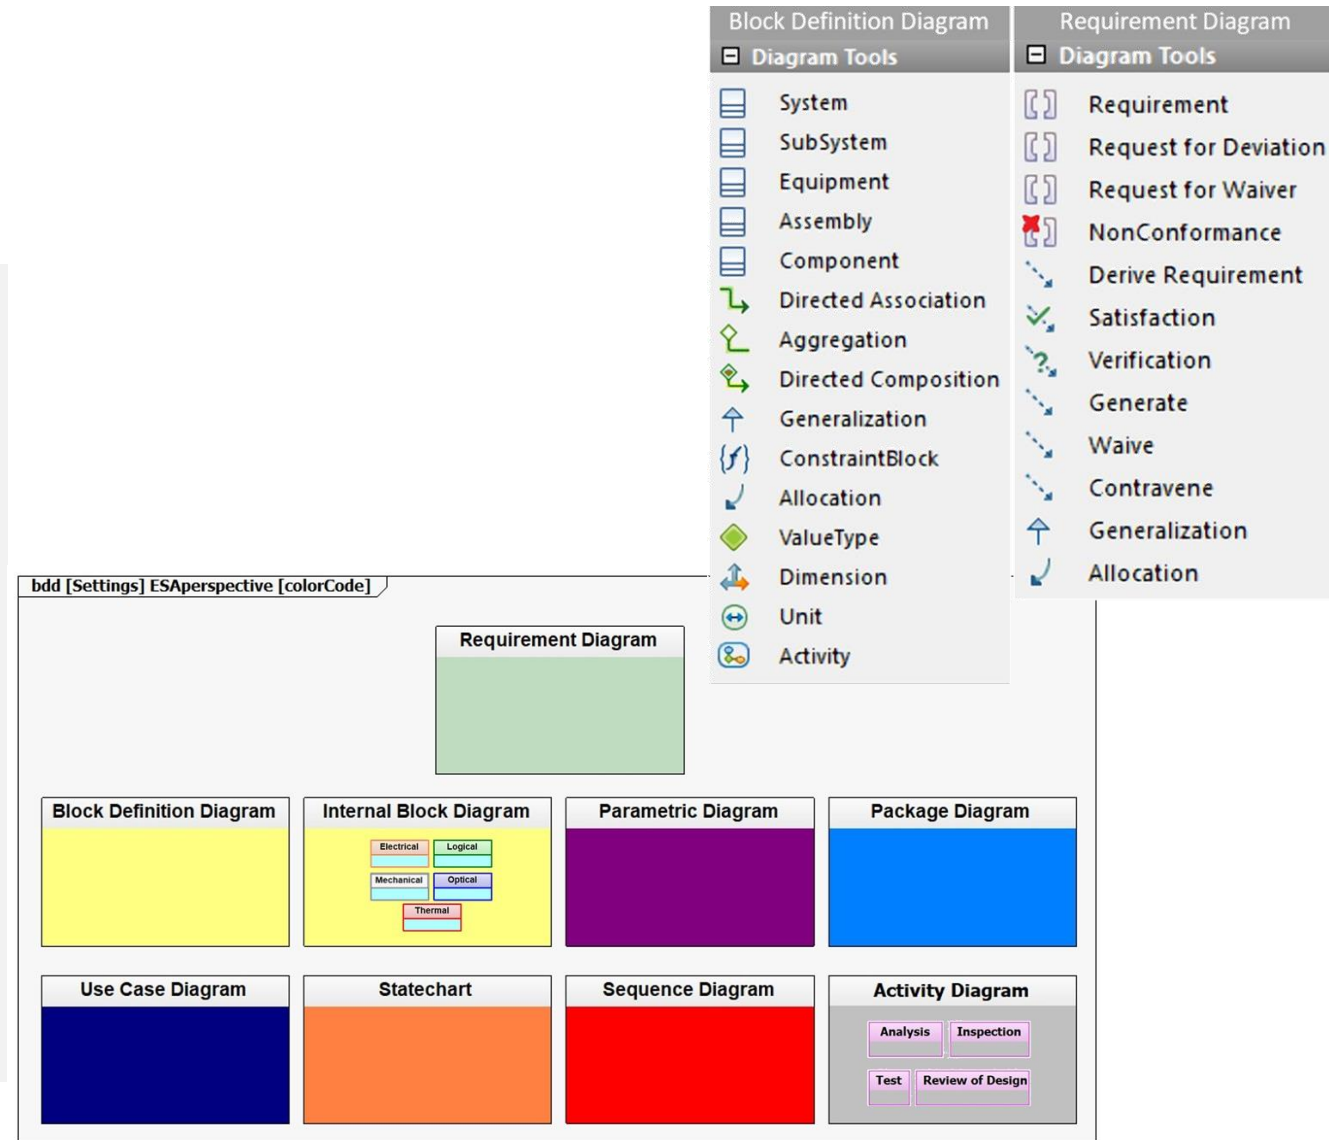 Block Definition Diagram
Diagram Tools
System
SubSystem
Equipment
Assembly
Component
Directed Association
Aggregation
Directed Composition
Generalization
ConstraintBlock
Allocation
ValueType
Dimension
Unit
Activity
Requirement Diagram
Diagram Tools
Requirement
Request for Deviation
Request for Waiver
NonConformance
Derive Requirement
Satisfaction
Verification
Generate
Waive
Contravene
Generalization
Allocation
bdd [Settings] ESAperspective [colorCode]
Requirement Diagram
Block Definition Diagram
Internal Block Diagram
Electrical
Logical
Mechanical
Optical
Thermal
Parametric Diagram
Package Diagram
Use Case Diagram
Statechart
Sequence Diagram
Activity Diagram
Analysis
Inspection
Test
Review of Design